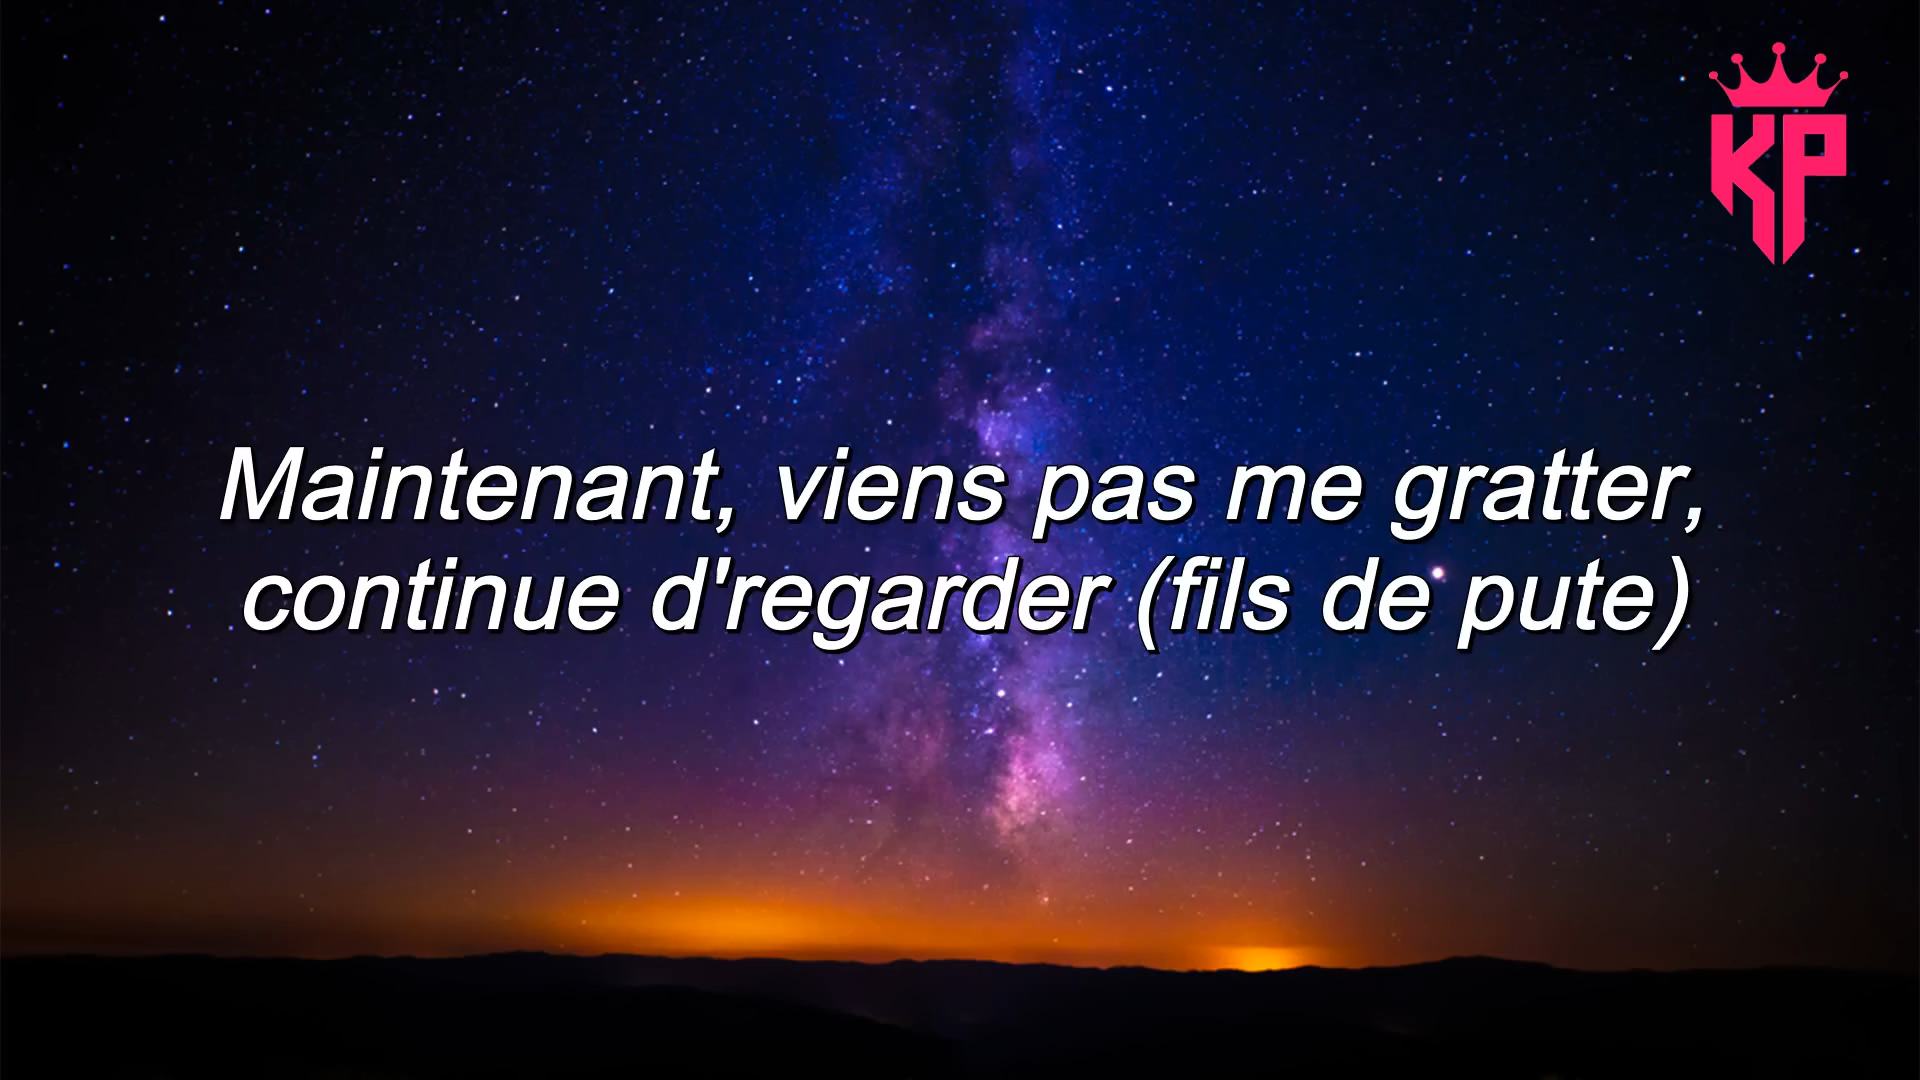 KP
Maintenant, viens pas me gratter,
continue d'regarder (fils de pute)